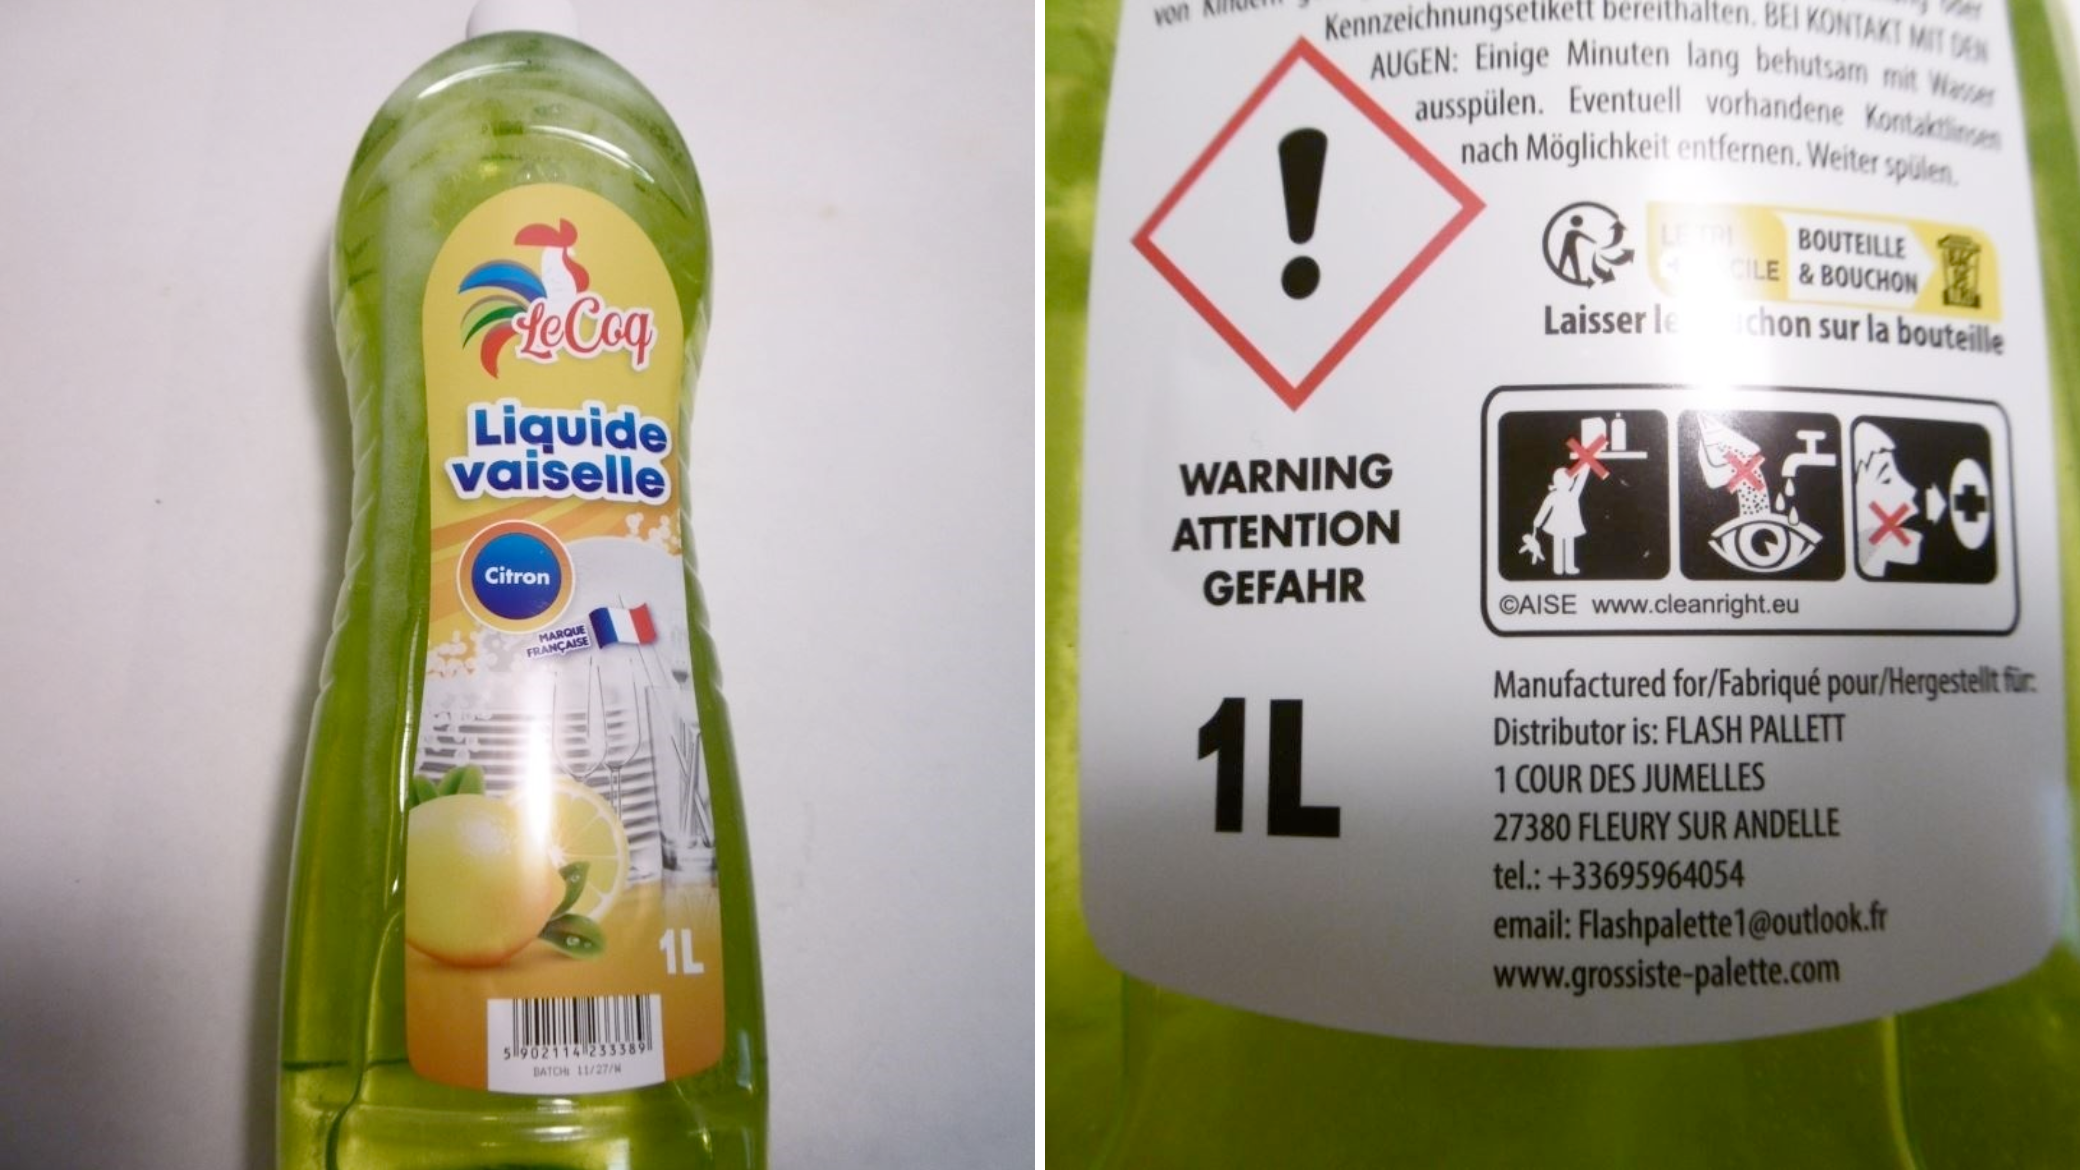 LeCoq
Liquide
vaiselle
Citron
MARQUE
FRANÇAISE
1L
5 902114 233389
BATCH: 11/27/W
von Kindern
Kennzeichnungsetikett bereithalten. BEI KONTAKT MIT DEN
AUGEN: Einige Minuten lang behutsam mit Wasser
ausspülen. Eventuell vorhandene Kontaktlinsen
nach Möglichkeit entfernen. Weiter spülen.
BOUTEILLE
& BOUCHON
Laisser sur la bouteille
WARNING
ATTENTION
GEFAHR
©AISE www.cleanright.eu
1L
Manufactured for/Fabriqué pour/Hergestellt für:
Distributor is: FLASH PALLETT
1 COUR DES JUMELLES
27380 FLEURY SUR ANDELLE
tel.: +33695964054
email: Flashpalette1@outlook.fr
www.grossiste-palette.com